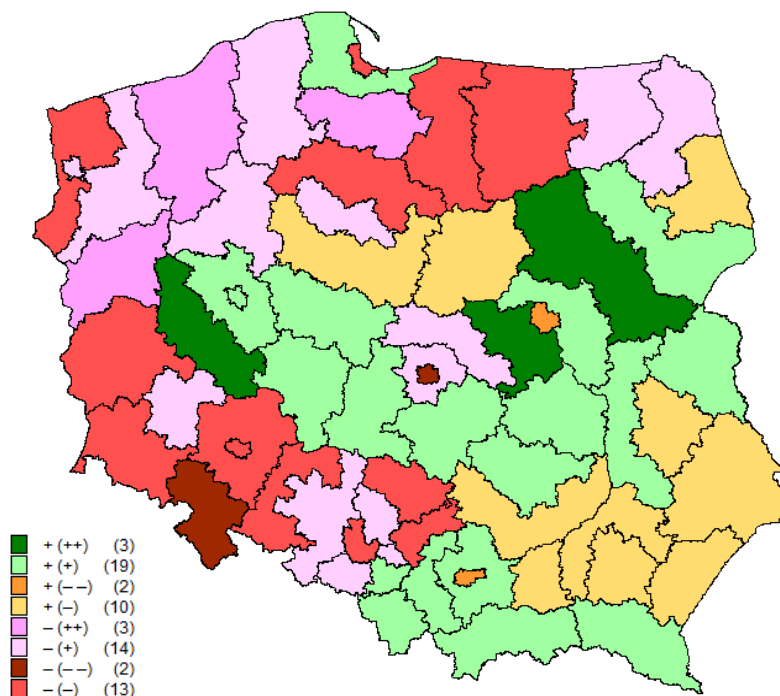 + (++) (3)
+ (+) (19)
+ (– –) (2)
+ (–) (10)
– (++) (3)
– (+) (14)
– (– –) (2)
– (–) (13)